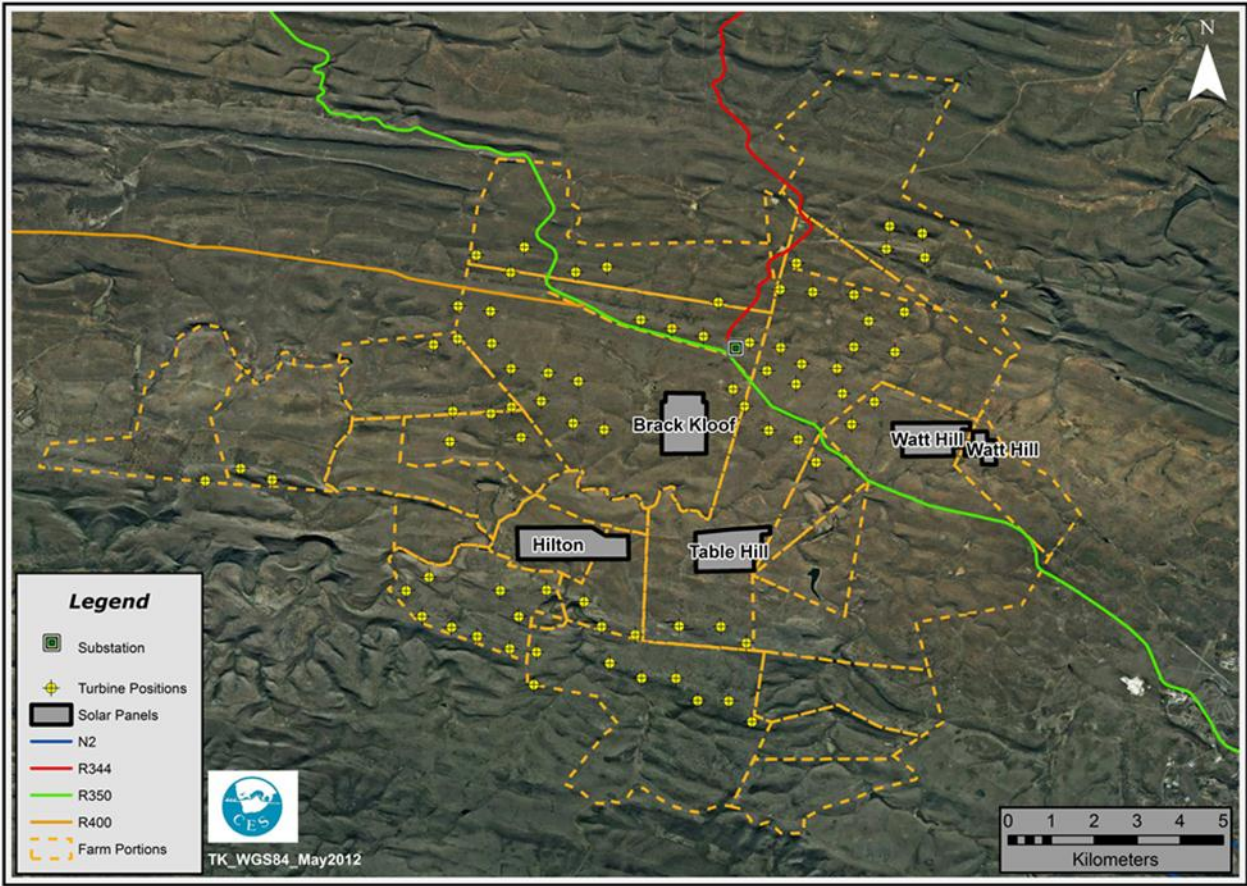 N
Brack Kloof
Watt Hill
Watt Hill
Hilton
Table Hill
Legend
Substation
Turbine Positions
Solar Panels
N2
R344
R350
R400
Farm Portions
CES
TK_WGS84_May2012
0 1 2 3 4 5
Kilometers